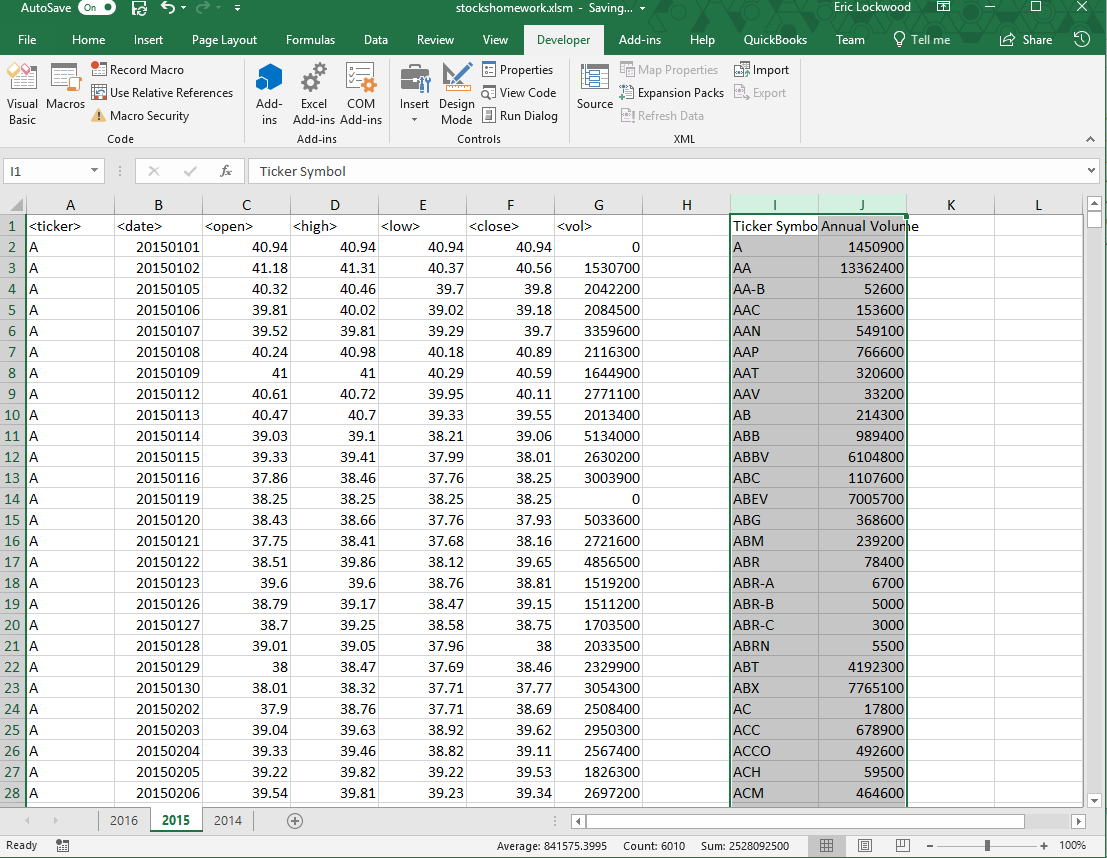 AutoSave On stockshomework.xlsm - Saving... Eric Lockwood
File Home Insert Page Layout Formulas Data Review View Developer Add-ins Help QuickBooks Team Tell me Share
Visual Basic
Macros
Record Macro
Use Relative References
Macro Security
Code
Add-ins
Excel Add-ins
COM Add-ins
Add-ins
Insert
Design Mode
Properties
View Code
Run Dialog
Controls
Source
Map Properties
Expansion Packs
Refresh Data
Import
Export
XML
I1 fx Ticker Symbol
A B C D E F G H I J K L
1 <ticker> <date> <open> <high> <low> <close> <vol> Ticker Symbo Annual Volume
2 A 20150101 40.94 40.94 40.94 40.94 0 A 1450900
3 A 20150102 41.18 41.31 40.37 40.56 1530700 AA 13362400
4 A 20150105 40.32 40.46 39.7 39.8 2042200 AA-B 52600
5 A 20150106 39.81 40.02 39.02 39.18 2084500 AAC 153600
6 A 20150107 39.52 39.81 39.29 39.7 3359600 AAN 549100
7 A 20150108 40.24 40.98 40.18 40.89 2116300 AAP 766600
8 A 20150109 41 41 40.29 40.59 1644900 AAT 320600
9 A 20150112 40.61 40.72 39.95 40.11 2771100 AAV 33200
10 A 20150113 40.47 40.7 39.33 39.55 2013400 AB 214300
11 A 20150114 39.03 39.1 38.21 39.06 5134000 ABB 989400
12 A 20150115 39.33 39.41 37.99 38.01 2630200 ABBV 6104800
13 A 20150116 37.86 38.46 37.76 38.25 3003900 ABC 1107600
14 A 20150119 38.25 38.25 38.25 38.25 0 ABEV 7005700
15 A 20150120 38.43 38.66 37.76 37.93 5033600 ABG 368600
16 A 20150121 37.75 38.41 37.68 38.16 2721600 ABM 239200
17 A 20150122 38.51 39.86 38.12 39.65 4856500 ABR 78400
18 A 20150123 39.6 39.6 38.76 38.81 1519200 ABR-A 6700
19 A 20150126 38.79 39.17 38.47 39.15 1511200 ABR-B 5000
20 A 20150127 38.7 39.25 38.58 38.75 1703500 ABR-C 3000
21 A 20150128 39.01 39.05 37.96 38 2033500 ABRN 5500
22 A 20150129 38 38.47 37.69 38.46 2329900 ABT 4192300
23 A 20150130 38.01 38.32 37.71 37.77 3054300 ABX 7765100
24 A 20150202 37.9 38.76 37.71 38.69 2508400 AC 17800
25 A 20150203 39.04 39.63 38.92 39.62 2950300 ACC 678900
26 A 20150204 39.33 39.46 38.82 39.11 2567400 ACCO 492600
27 A 20150205 39.22 39.82 39.22 39.53 1826300 ACH 59500
28 A 20150206 39.54 39.81 39.23 39.34 2697200 ACM 464600
2016 2015 2014
Ready Average: 841575.3995 Count: 6010 Sum: 2528092500 100%